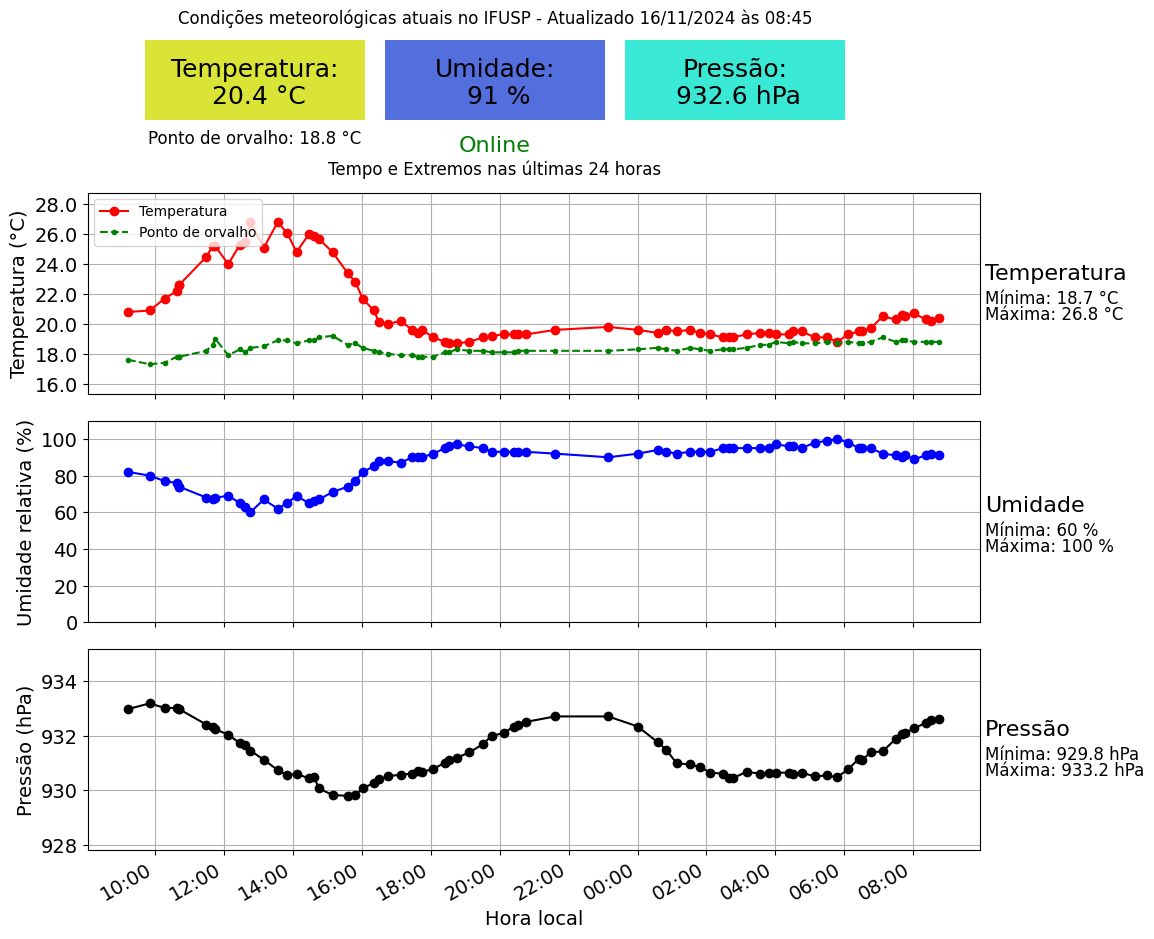 Condições meteorológicas atuais no IFUSP - Atualizado 16/11/2024 às 08:45
Temperatura:
20.4 °C
Umidade:
91 %
Pressão:
932.6 hPa
Ponto de orvalho: 18.8 °C
Online
Tempo e Extremos nas últimas 24 horas
Temperatura (°C)
28.0
26.0
24.0
22.0
20.0
18.0
16.0
Temperatura
Ponto de orvalho
Temperatura
Mínima: 18.7 °C
Máxima: 26.8 °C
Umidade relativa (%)
100
80
60
40
20
0
Umidade
Mínima: 60 %
Máxima: 100 %
Pressão (hPa)
934
932
930
928
Pressão
Mínima: 929.8 hPa
Máxima: 933.2 hPa
10:00 12:00 14:00 16:00 18:00 20:00 22:00 00:00 02:00 04:00 06:00 08:00
Hora local